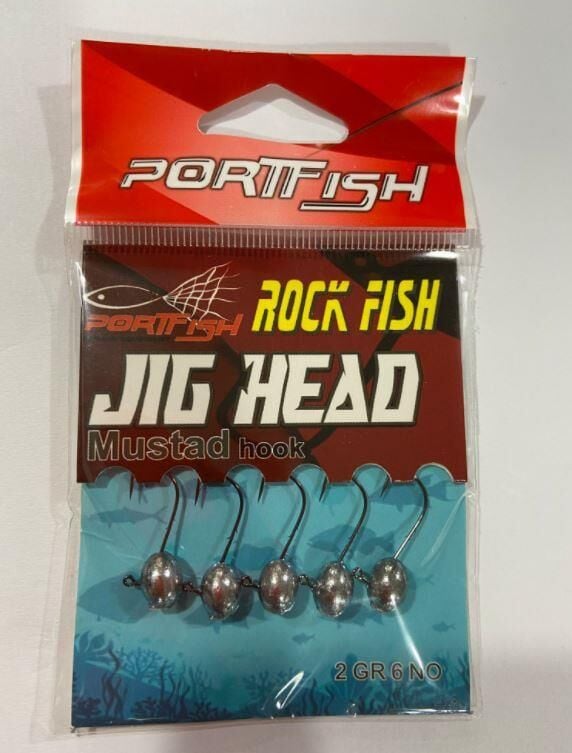 PORTFISH
PORTFISH
ROCK FISH
JIG HEAD
Mustad hook
2 GR 6 NO